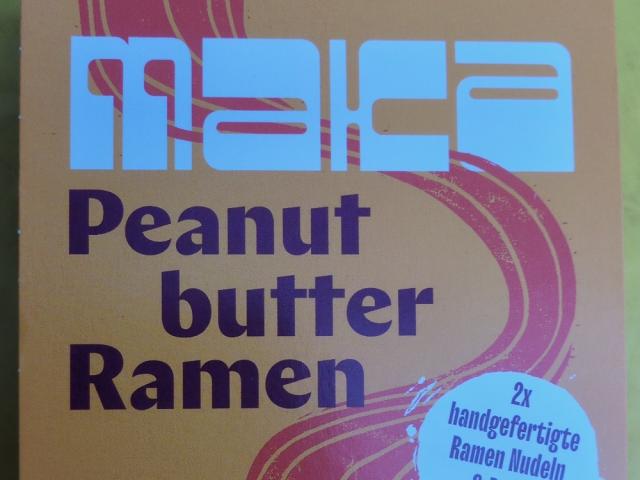 maka
Peanut
butter
Ramen
2x
handgefertigte
Ramen Nudeln